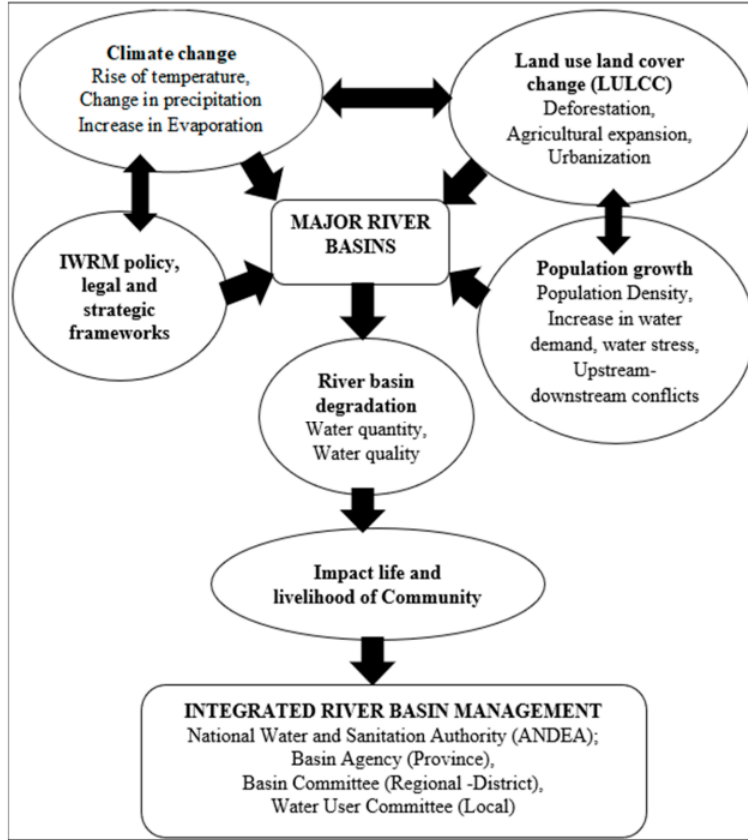 Climate change
Rise of temperature,
Change in precipitation
Increase in Evaporation
Land use land cover
change (LULCC)
Deforestation,
Agricultural expansion,
Urbanization
MAJOR RIVER
BASINS
IWRM policy,
legal and
strategic
frameworks
Population growth
Population Density,
Increase in water
demand, water stress,
Upstream-
downstream conflicts
River basin
degradation
Water quantity,
Water quality
Impact life and
livelihood of Community
INTEGRATED RIVER BASIN MANAGEMENT
National Water and Sanitation Authority (ANDEA);
Basin Agency (Province),
Basin Committee (Regional -District),
Water User Committee (Local)